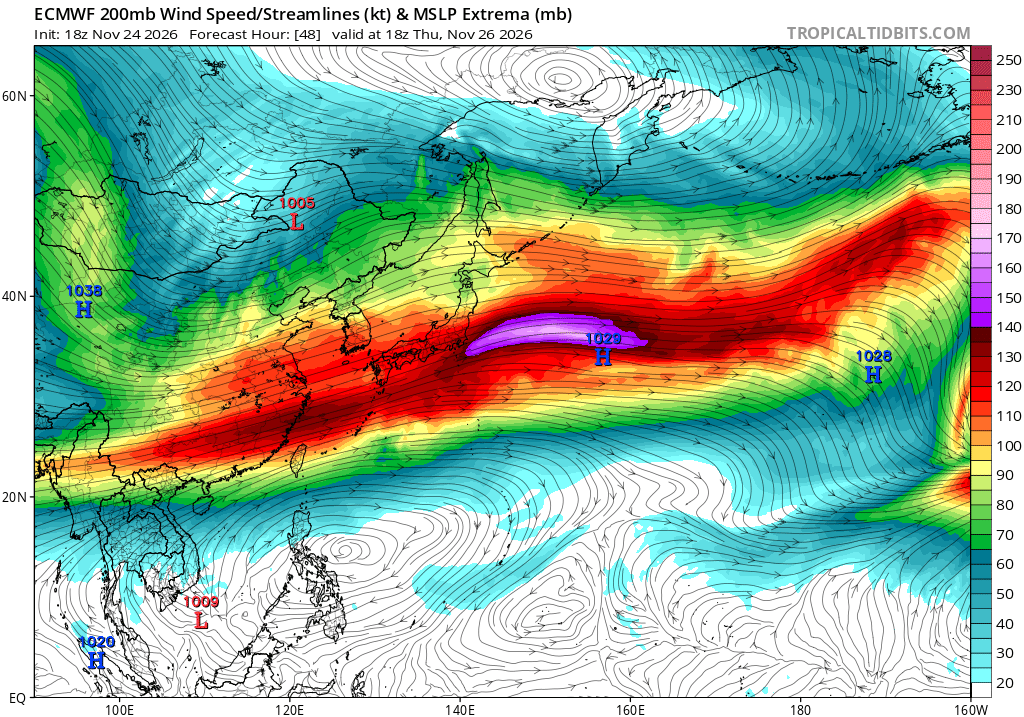 ECMWF 200mb Wind Speed/Streamlines (kt) & MSLP Extrema (mb)
Init: 18z Nov 24 2026 Forecast Hour: [48] valid at 18z Thu, Nov 26 2026
TROPICALTIDBITS.COM
60N
40N
20N
EQ
1005
L
1038
H
1029
H
1028
H
1009
L
1020
H
100E
120E
140E
160E
180
160W
250
230
210
200
190
180
170
160
150
140
130
120
110
100
90
80
70
60
50
40
30
20